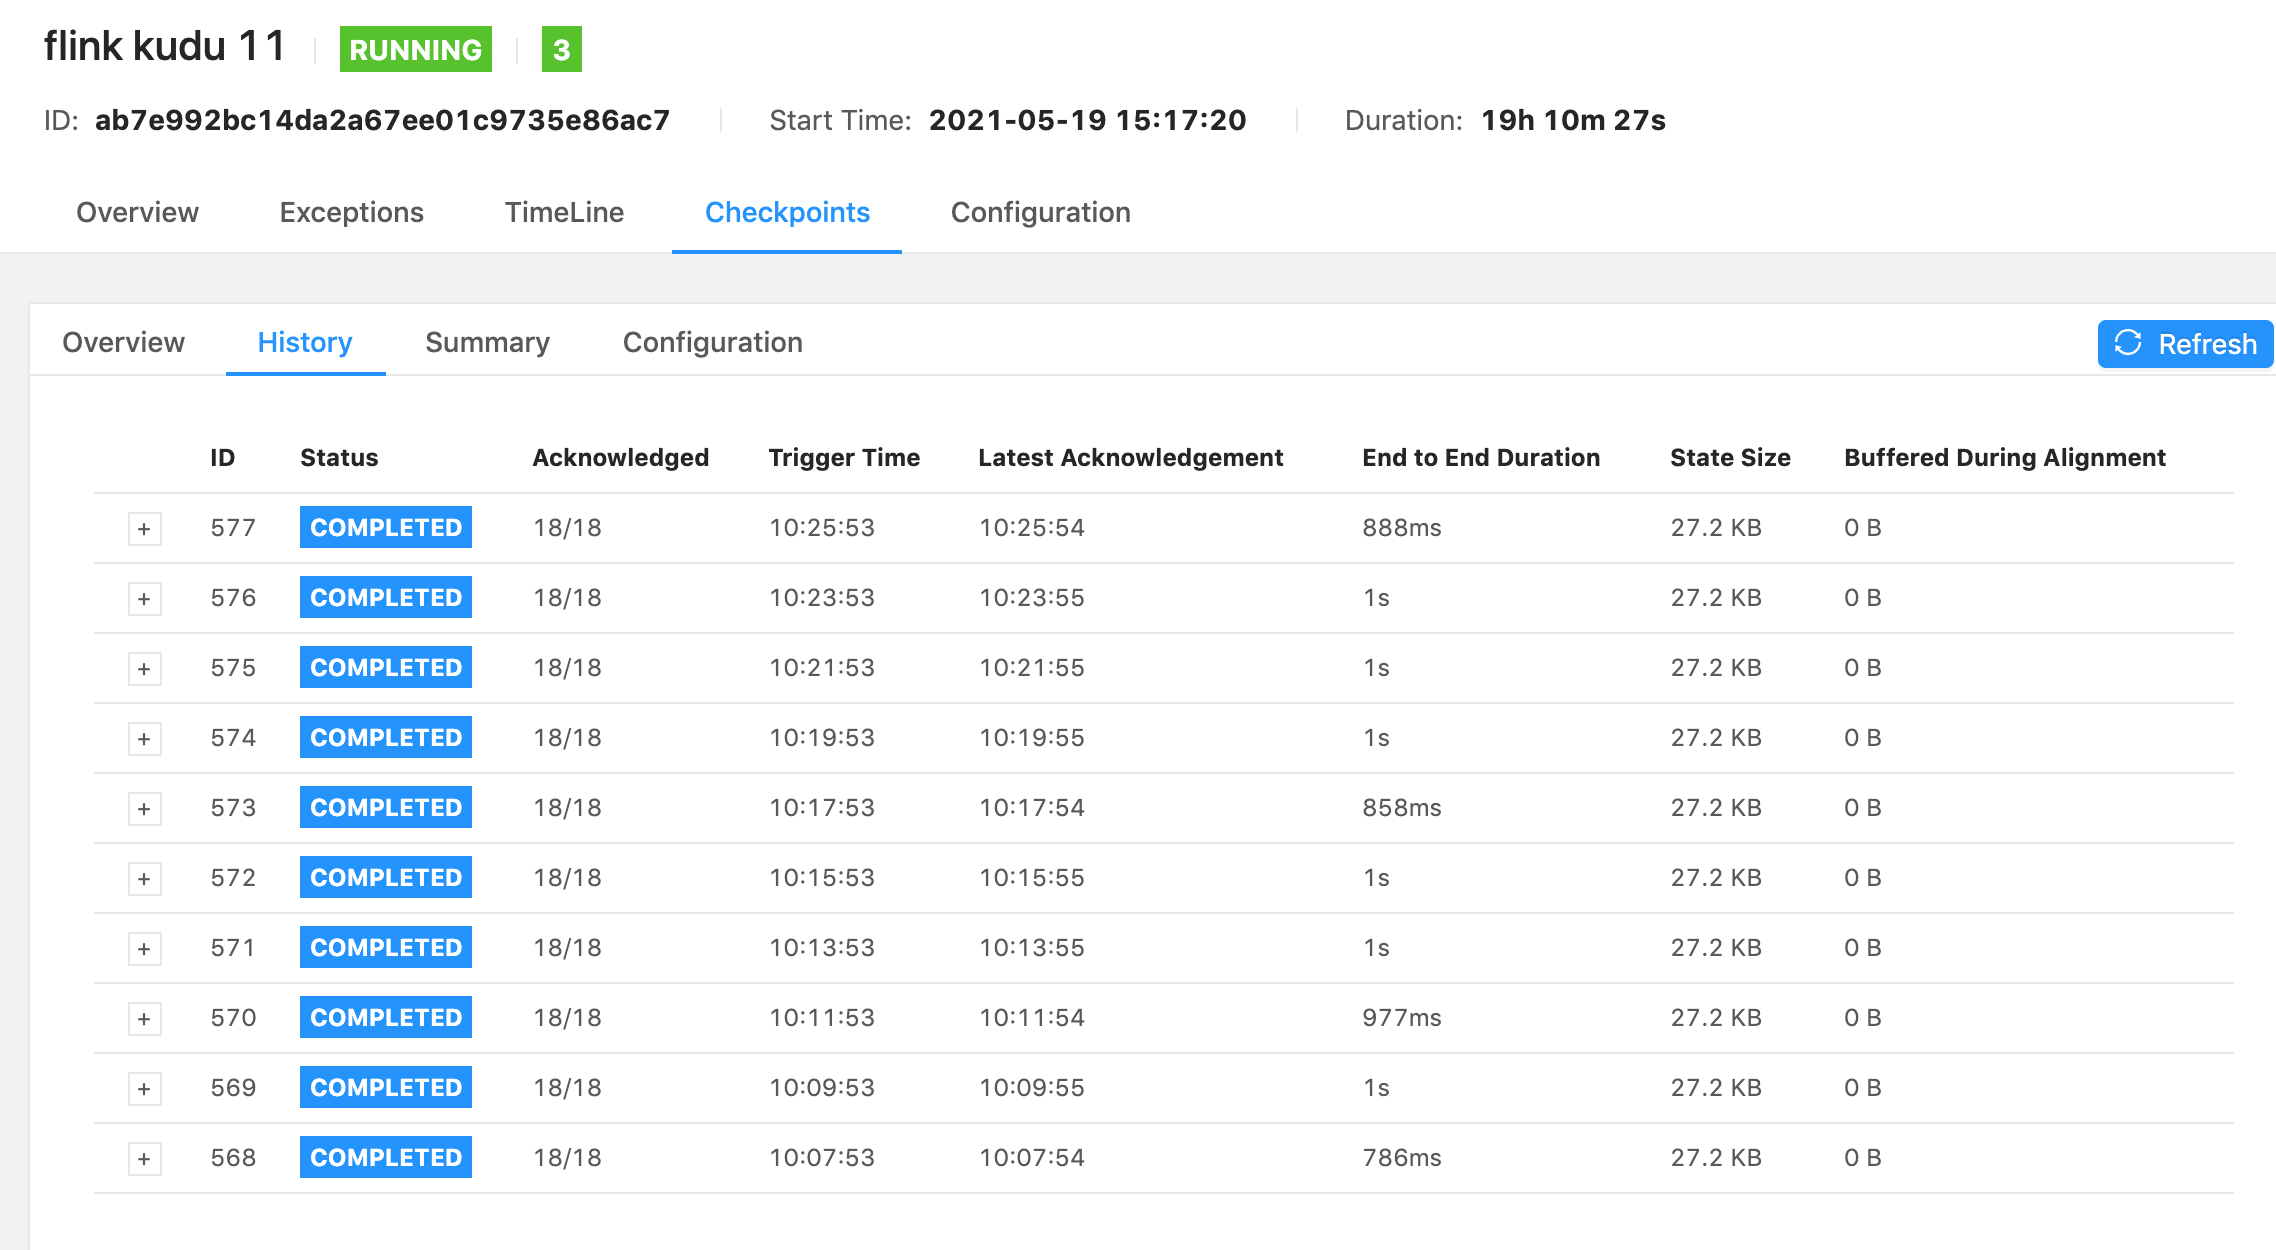 flink kudu 11 RUNNING 3
ID: ab7e992bc14da2a67ee01c9735e86ac7 Start Time: 2021-05-19 15:17:20 Duration: 19h 10m 27s
Overview Exceptions TimeLine Checkpoints Configuration
Overview History Summary Configuration Refresh
ID Status Acknowledged Trigger Time Latest Acknowledgement End to End Duration State Size Buffered During Alignment
+ 577 COMPLETED 18/18 10:25:53 10:25:54 888ms 27.2 KB 0 B
+ 576 COMPLETED 18/18 10:23:53 10:23:55 1s 27.2 KB 0 B
+ 575 COMPLETED 18/18 10:21:53 10:21:55 1s 27.2 KB 0 B
+ 574 COMPLETED 18/18 10:19:53 10:19:55 1s 27.2 KB 0 B
+ 573 COMPLETED 18/18 10:17:53 10:17:54 858ms 27.2 KB 0 B
+ 572 COMPLETED 18/18 10:15:53 10:15:55 1s 27.2 KB 0 B
+ 571 COMPLETED 18/18 10:13:53 10:13:55 1s 27.2 KB 0 B
+ 570 COMPLETED 18/18 10:11:53 10:11:54 977ms 27.2 KB 0 B
+ 569 COMPLETED 18/18 10:09:53 10:09:55 1s 27.2 KB 0 B
+ 568 COMPLETED 18/18 10:07:53 10:07:54 786ms 27.2 KB 0 B